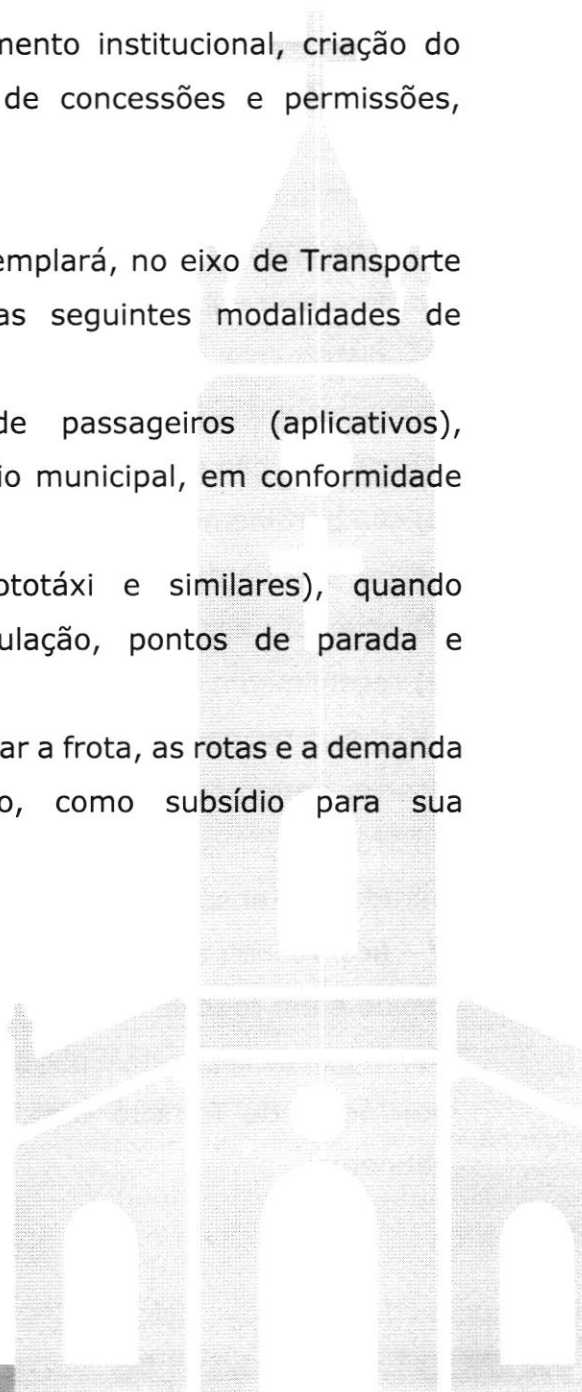 mento institucional, criação do
de concessões e permissões,
emplará, no eixo de Transporte
as seguintes modalidades de
de passageiros (aplicativos),
io municipal, em conformidade
ototáxi e similares), quando
ulação, pontos de parada e
ar a frota, as rotas e a demanda
o, como subsídio para sua